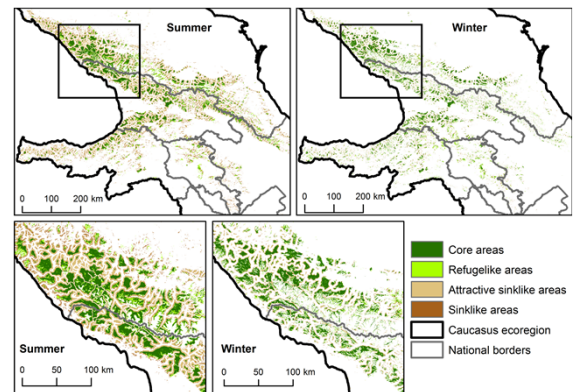 Summer
Winter
0 100 200 km
0 100 200 km
Core areas
Refugelike areas
Attractive sinklike areas
Sinklike areas
Caucasus ecoregion
National borders
Summer
Winter
0 50 100 km
0 50 100 km